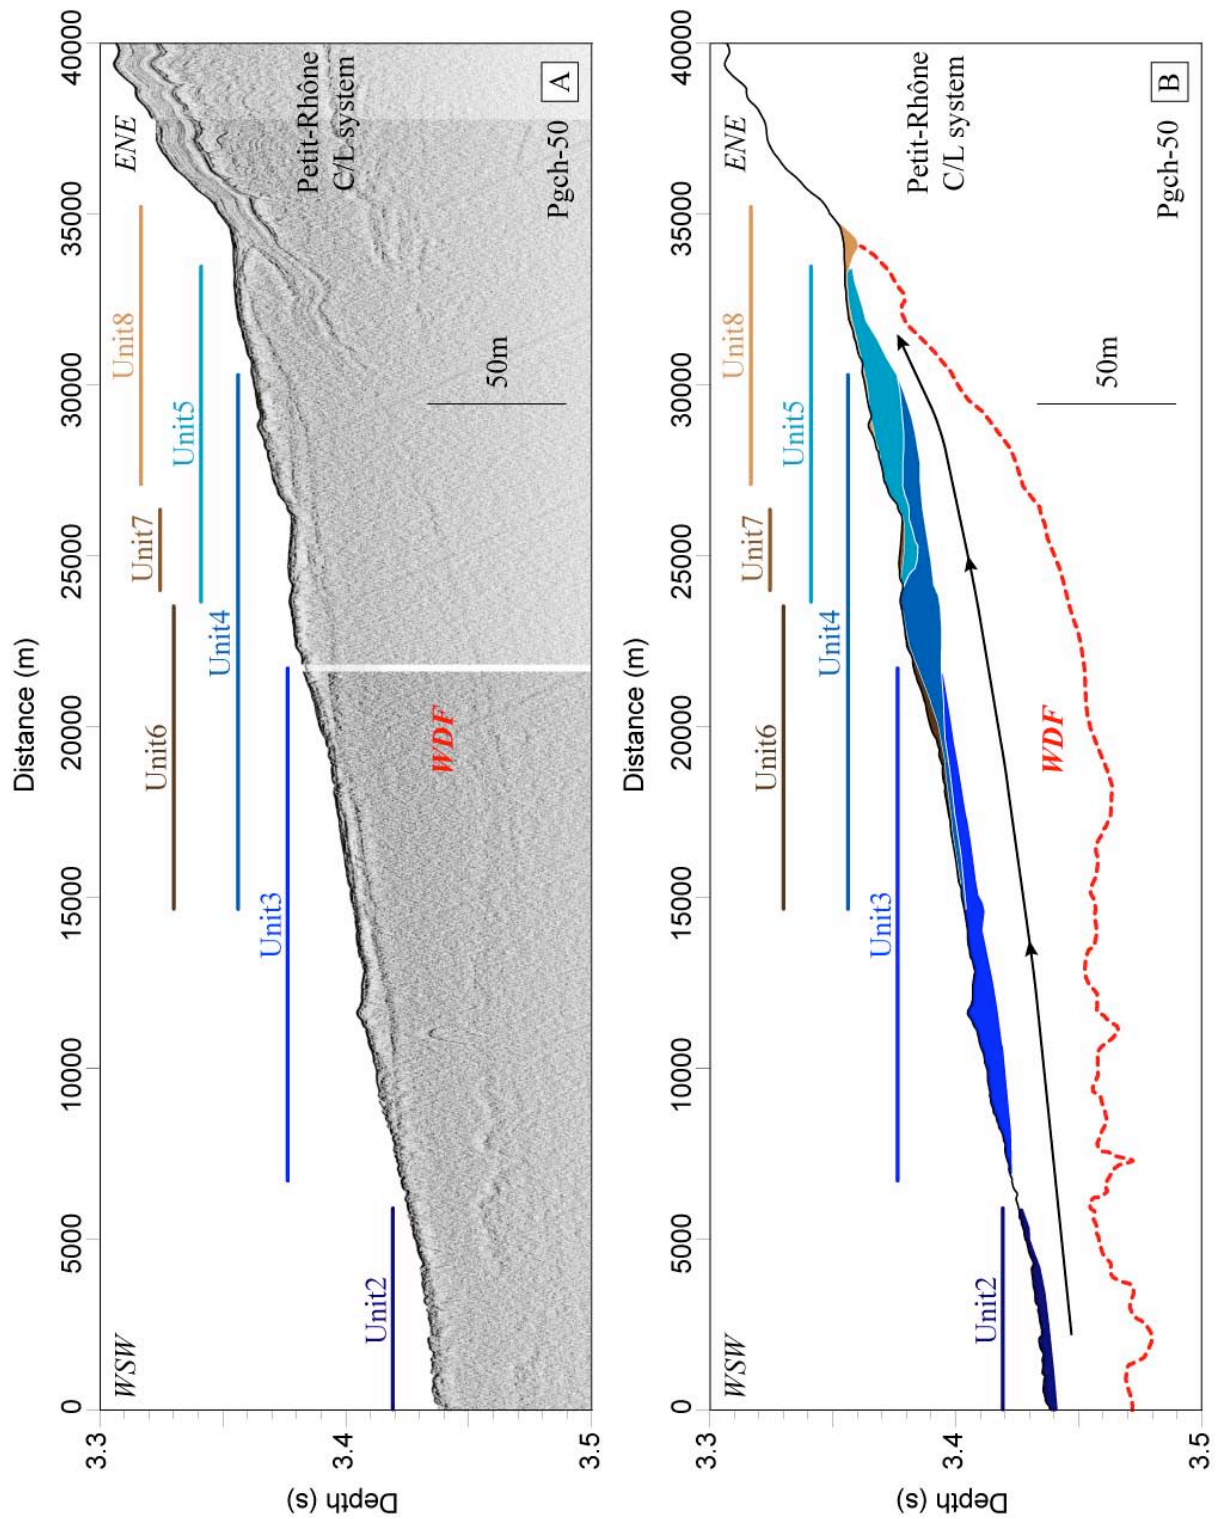 Distance (m)
0
5000
10000
15000
20000
25000
30000
35000
40000
Depth (s)
3.3
3.4
3.5
WSW
ENE
Unit2
Unit3
Unit4
Unit5
Unit6
Unit7
Unit8
WDF
50m
Petit-Rhône
C/L system
Pgch-50
A
Distance (m)
0
5000
10000
15000
20000
25000
30000
35000
40000
Depth (s)
3.3
3.4
3.5
WSW
ENE
Unit2
Unit3
Unit4
Unit5
Unit6
Unit7
Unit8
WDF
50m
Petit-Rhône
C/L system
Pgch-50
B